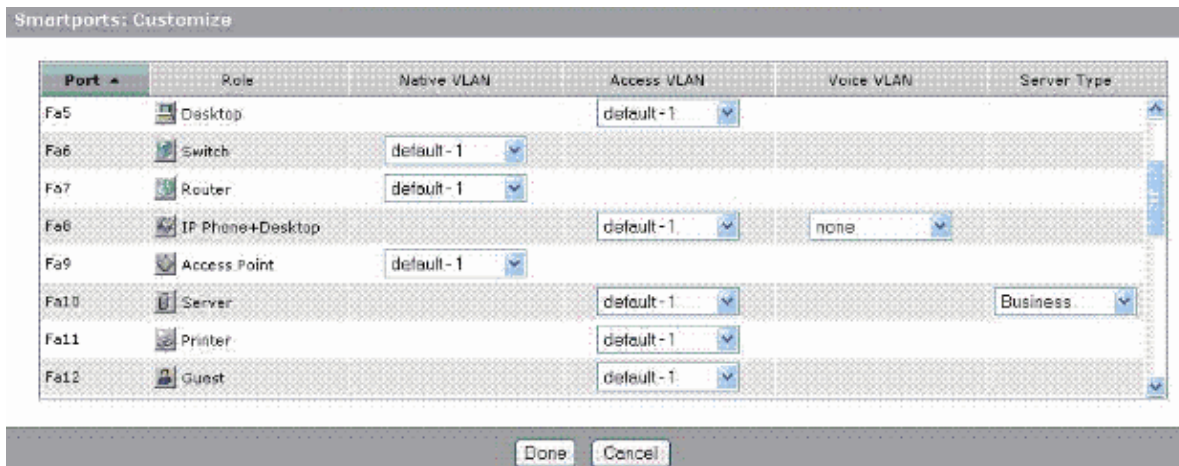 Smartports: Customize
Port Role Native VLAN Access VLAN Voice VLAN Server Type
Fa5 Desktop default-1
Fa6 Switch default-1
Fa7 Router default-1
Fa8 IP Phone+Desktop default-1 none
Fa9 Access Point default-1
Fa10 Server default-1 Business
Fa11 Printer default-1
Fa12 Guest default-1
Done Cancel